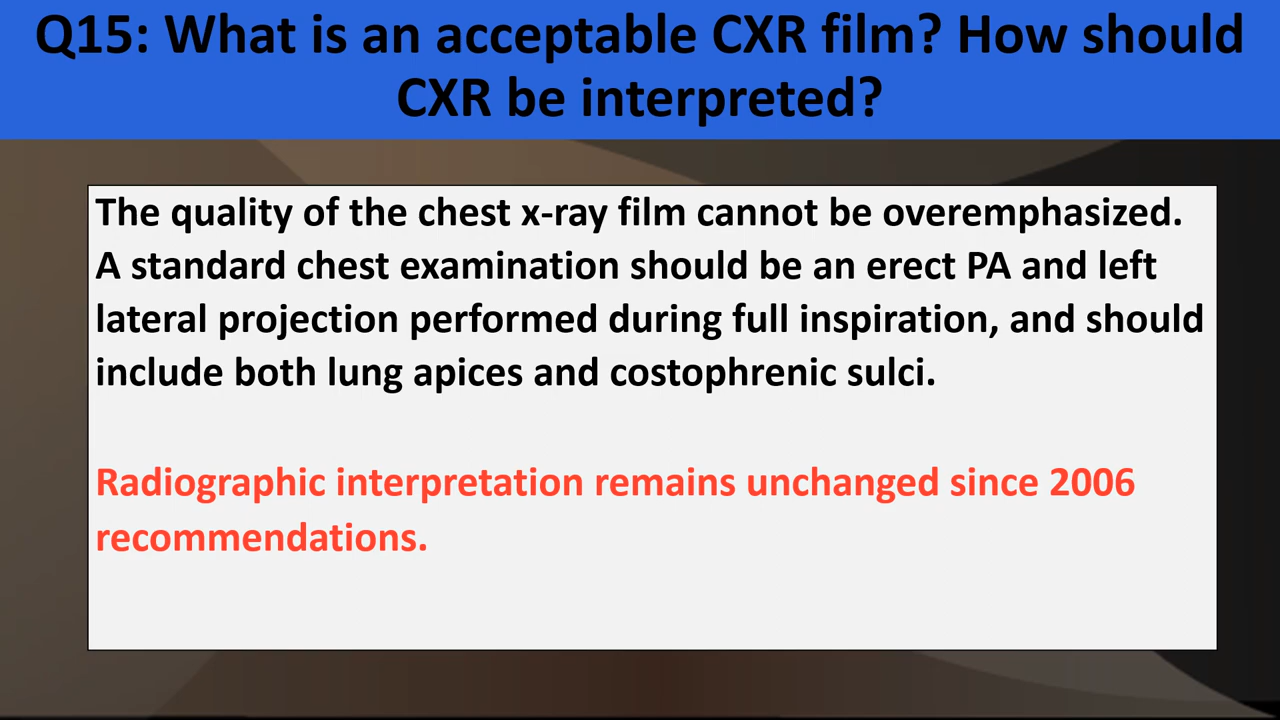 Q15: What is an acceptable CXR film? How should
CXR be interpreted?
The quality of the chest x-ray film cannot be overemphasized.
A standard chest examination should be an erect PA and left
lateral projection performed during full inspiration, and should
include both lung apices and costophrenic sulci.
Radiographic interpretation remains unchanged since 2006
recommendations.